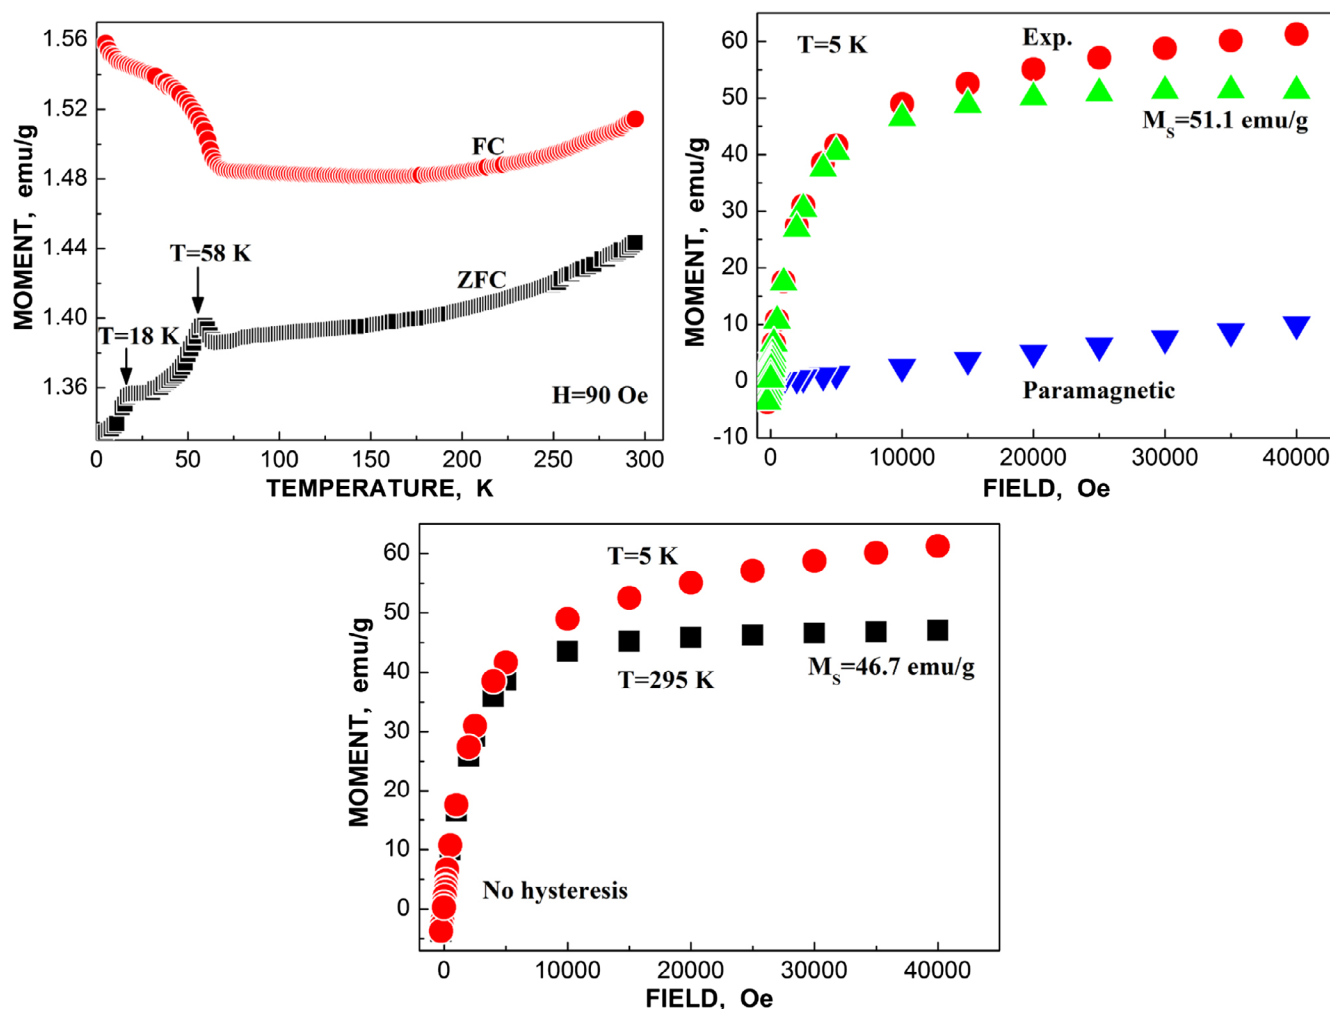 1.56
1.52
1.48
1.44
1.40
1.36
MOMENT, emu/g
FC
T=58 K
ZFC
T=18 K
H=90 Oe
0
50
100
150
200
250
300
TEMPERATURE, K
60
50
40
30
20
10
0
-10
MOMENT, emu/g
T=5 K
Exp.
M_S=51.1 emu/g
Paramagnetic
0
10000
20000
30000
40000
FIELD, Oe
60
50
40
30
20
10
0
MOMENT, emu/g
T=5 K
T=295 K
M_S=46.7 emu/g
No hysteresis
0
10000
20000
30000
40000
FIELD, Oe